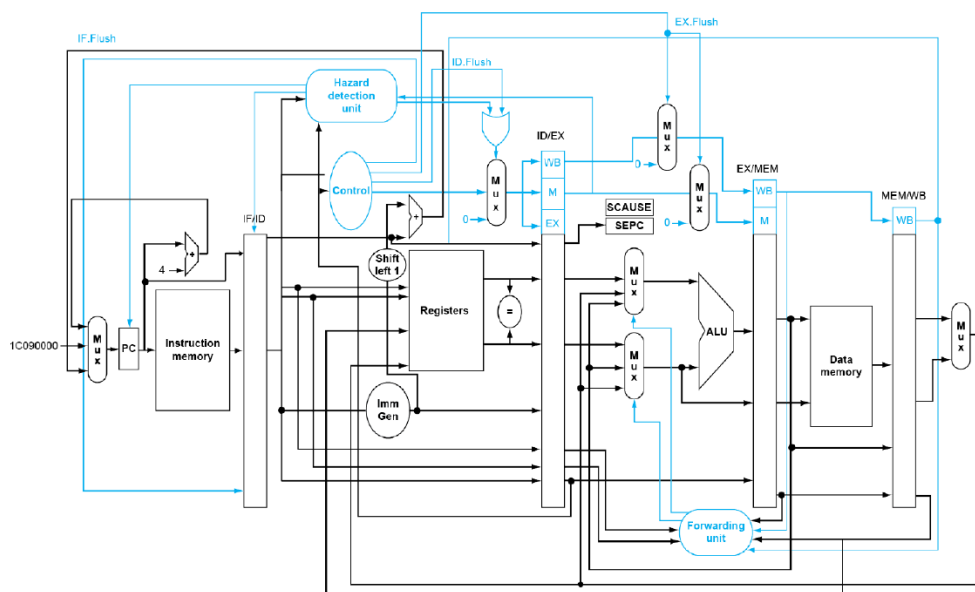 IF.Flush
EX.Flush
ID.Flush
Hazard
detection
unit
ID/EX
Mux
WB
0
EX/MEM
Control
Mux
M
Mux
WB
MEM/WB
IF/ID
0
EX
SCAUSE
SEPC
0
M
WB
+
+
4
Shift
left 1
Registers
=
Mux
ALU
Mux
1C090000
Mux
PC
Instruction
memory
Mux
Data
memory
Imm
Gen
Forwarding
unit